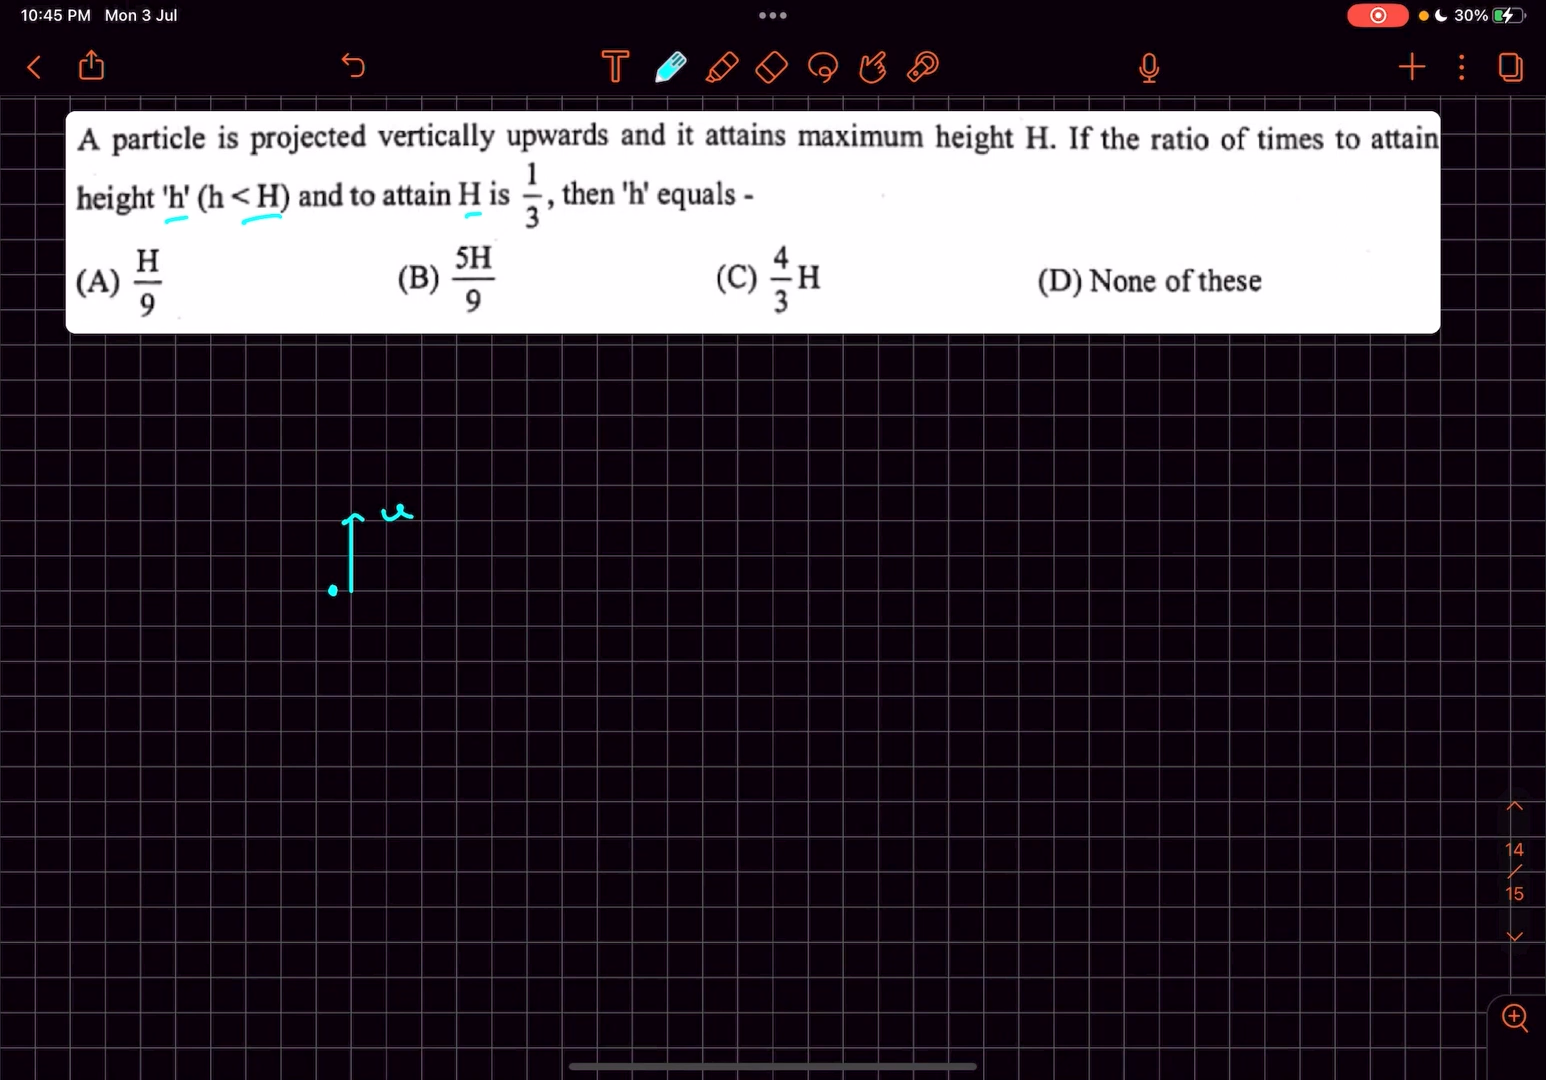 10:45 PM Mon 3 Jul
30%
A particle is projected vertically upwards and it attains maximum height H. If the ratio of times to attain
height 'h' (h < H) and to attain H is 1/3, then 'h' equals -
(A) H/9 (B) 5H/9 (C) 4/3 H (D) None of these
u
14
/
15